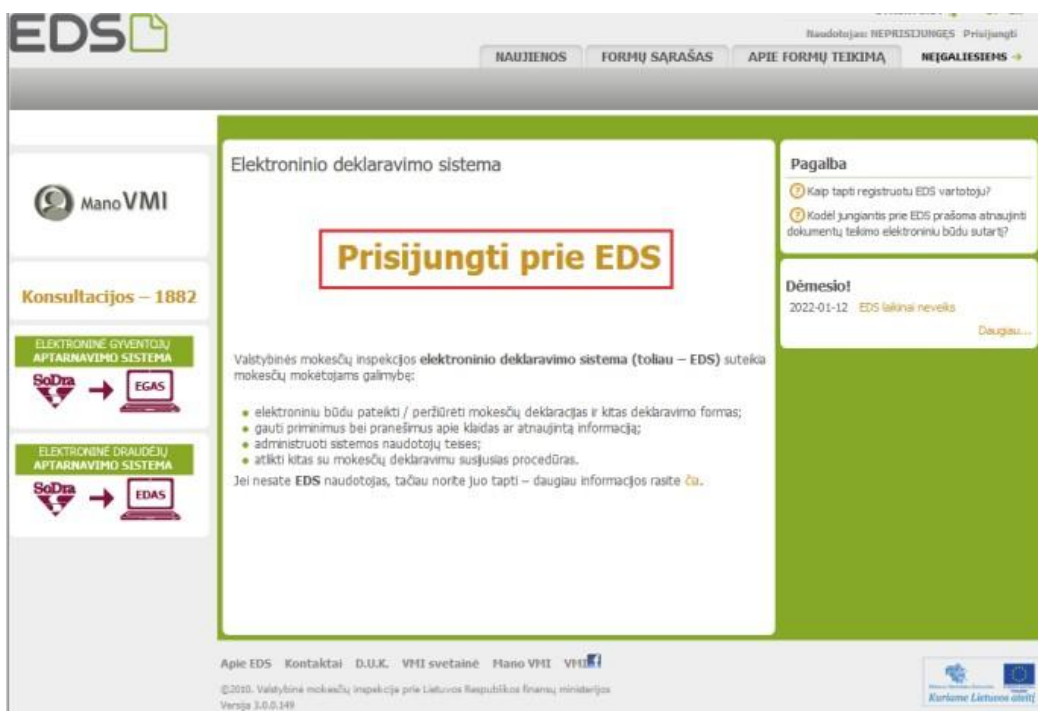 EDS
Naudotojas: NEPRISIJUNGĘS Prisijungti
NAUJIENOS FORMŲ SĄRAŠAS APIE FORMŲ TEIKIMĄ NEĮGALIESIEMS
Mano VMI
Konsultacijos – 1882
ELEKTRONINĖ GYVENTOJŲ
APTARNAVIMO SISTEMA
SoDra EGAS
ELEKTRONINĖ DRAUDĖJŲ
APTARNAVIMO SISTEMA
SoDra EDAS
Elektroninio deklaravimo sistema
Prisijungti prie EDS
Valstybinės mokesčių inspekcijos elektroninio deklaravimo sistema (toliau – EDS) suteikia
mokesčių mokėtojams galimybę:
elektroniniu būdu pateikti / peržiūrėti mokesčių deklaracijas ir kitas deklaravimo formas;
gauti priminimus bei pranešimus apie klaidas ar atnaujintą informaciją;
administruoti sistemos naudotojų teises;
atlikti kitas su mokesčių deklaravimu susijusias procedūras.
Jei nesate EDS naudotojas, tačiau norite juo tapti – daugiau informacijos rasite čia.
Pagalba
Kaip tapti registruotu EDS vartotoju?
Kodėl jungiantis prie EDS prašoma atnaujinti
dokumentų teikimo elektroniniu būdu sutartį?
Dėmesio!
2022-01-12 EDS laikinai neveiks
Daugiau...
Apie EDS Kontaktai D.U.K. VMI svetainė Mano VMI VMI
©2010. Valstybinė mokesčių inspekcija prie Lietuvos Respublikos finansų ministerijos
Versija 3.0.0.149
Kuriame Lietuvos ateitį